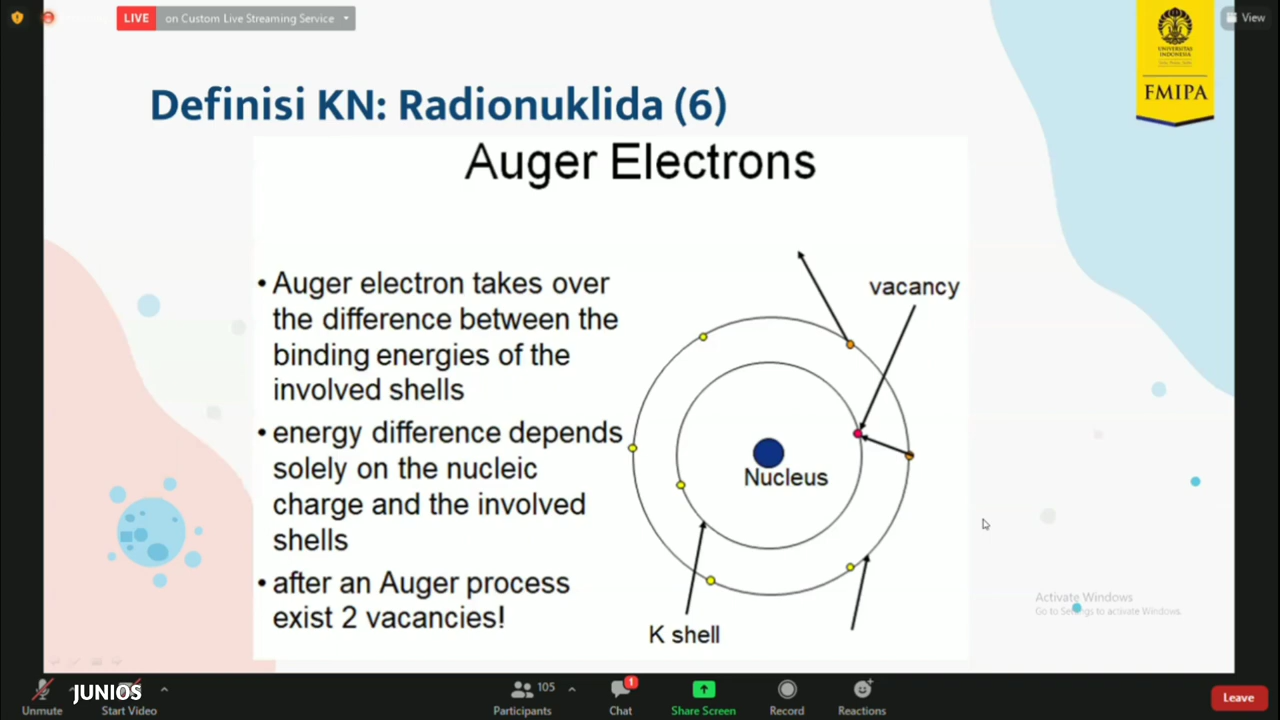 LIVE on Custom Live Streaming Service
View
UNIVERSITAS
INDONESIA
FMIPA
Definisi KN: Radionuklida (6)
Auger Electrons
• Auger electron takes over
the difference between the
binding energies of the
involved shells
• energy difference depends
solely on the nucleic
charge and the involved
shells
• after an Auger process
exist 2 vacancies!
vacancy
Nucleus
K shell
Activate Windows
Go to Settings to activate Windows.
JUNIOS
Unmute
Start Video
105
Participants
1
Chat
Share Screen
Record
Reactions
Leave